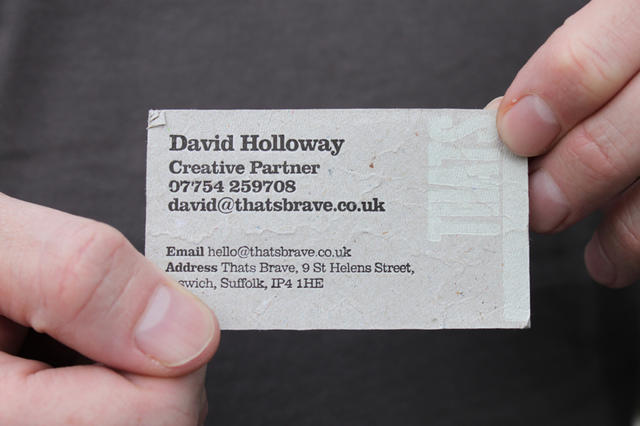 David Holloway
Creative Partner
07754 259708
david@thatsbrave.co.uk
Email hello@thatsbrave.co.uk
Address Thats Brave, 9 St Helens Street,
swich, Suffolk, IP4 1HE